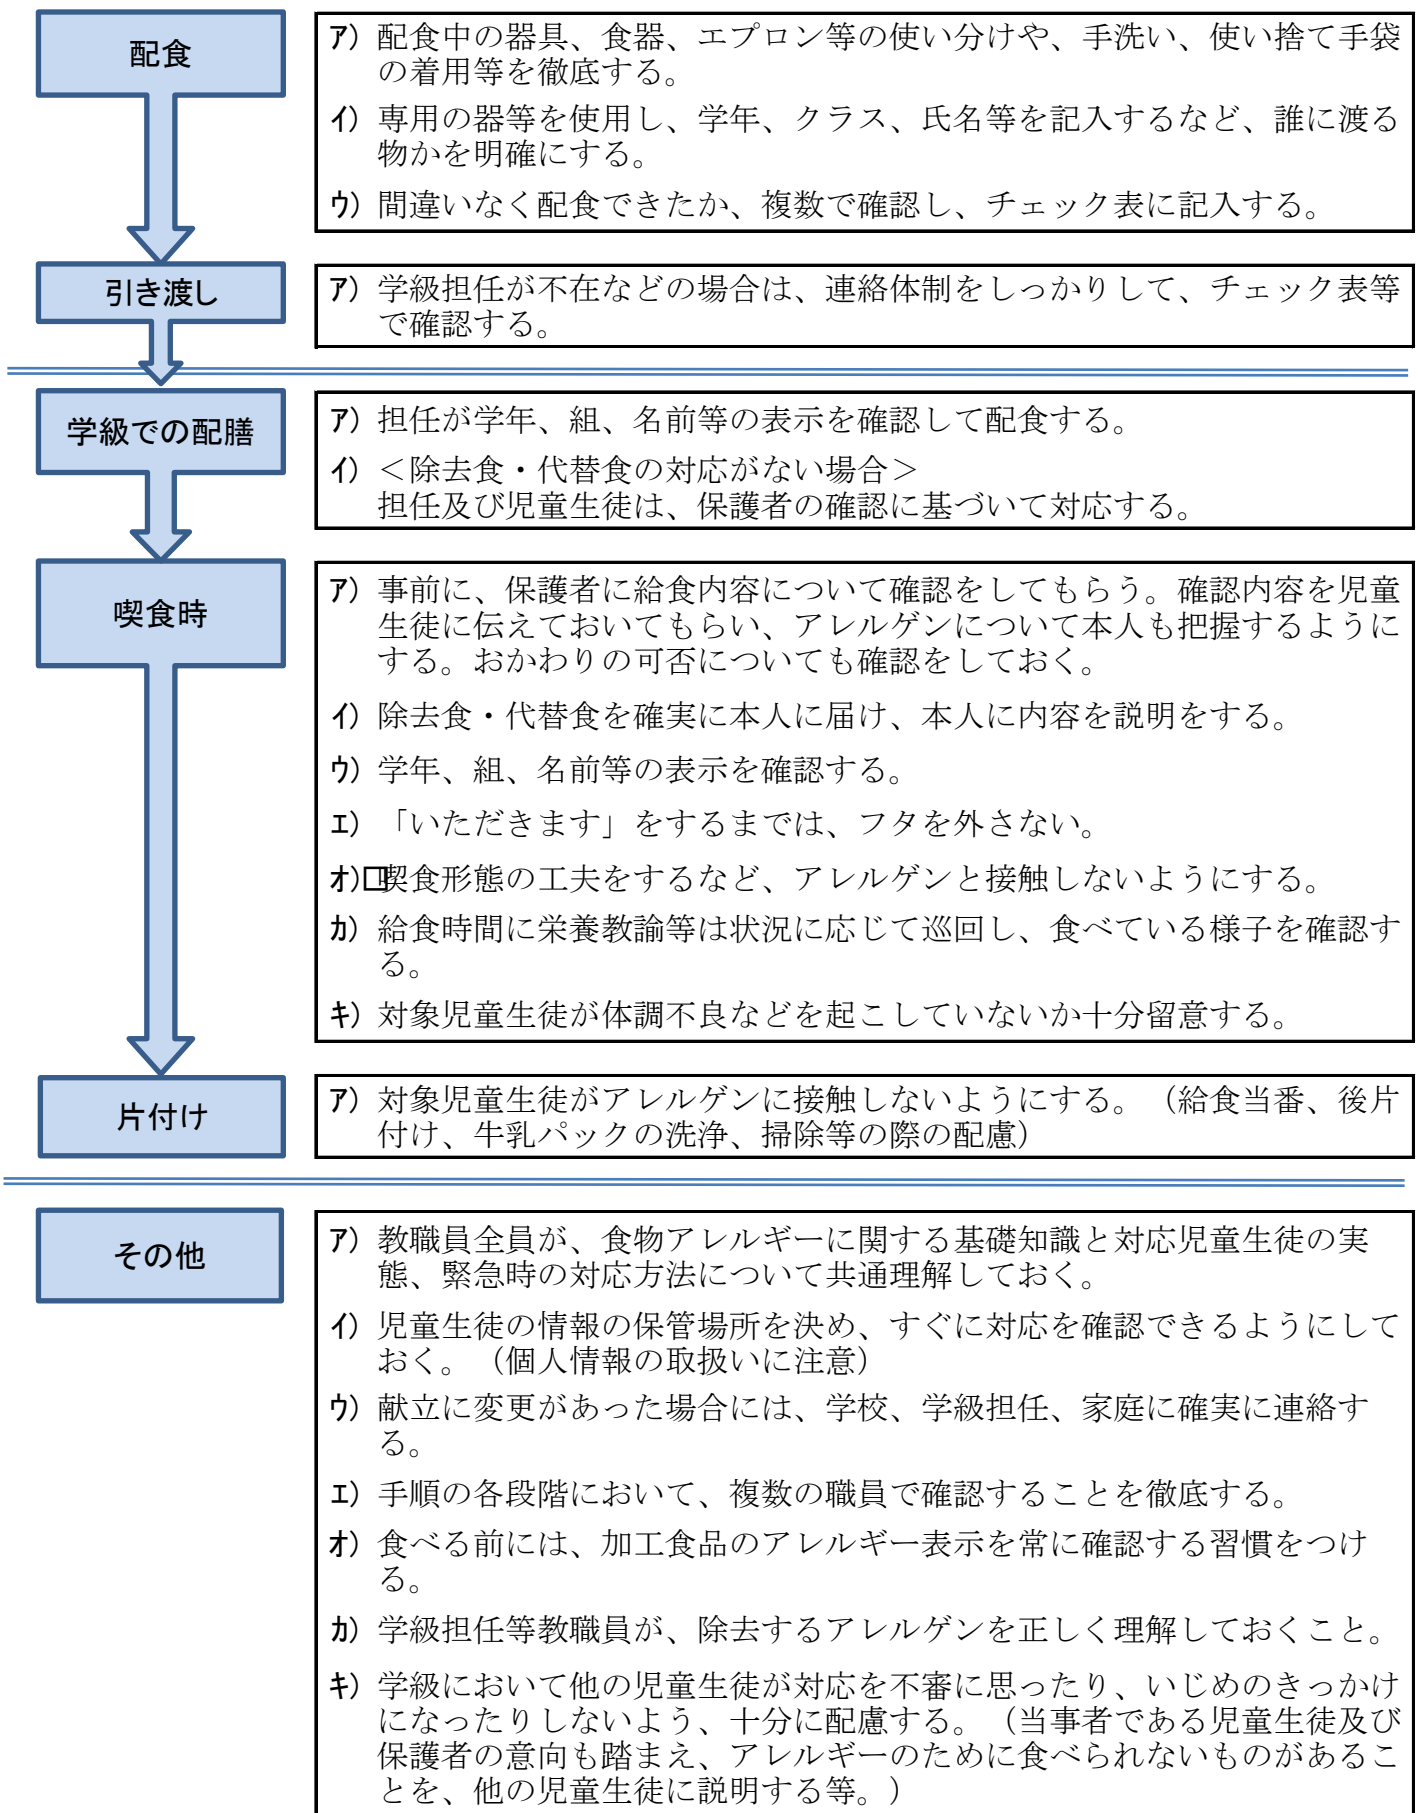 配食
ア）配食中の器具、食器、エプロン等の使い分けや、手洗い、使い捨て手袋
の着用等を徹底する。
イ）専用の器等を使用し、学年、クラス、氏名等を記入するなど、誰に渡る
物かを明確にする。
ウ）間違いなく配食できたか、複数で確認し、チェック表に記入する。
引き渡し
ア）学級担任が不在などの場合は、連絡体制をしっかりして、チェック表等
で確認する。
学級での配膳
ア）担任が学年、組、名前等の表示を確認して配食する。
イ）＜除去食・代替食の対応がない場合＞
担任及び児童生徒は、保護者の確認に基づいて対応する。
喫食時
ア）事前に、保護者に給食内容について確認をしてもらう。確認内容を児童
生徒に伝えておいてもらい、アレルゲンについて本人も把握するように
する。おかわりの可否についても確認をしておく。
イ）除去食・代替食を確実に本人に届け、本人に内容を説明をする。
ウ）学年、組、名前等の表示を確認する。
エ）「いただきます」をするまでは、フタを外さない。
オ）□喫食形態の工夫をするなど、アレルゲンと接触しないようにする。
カ）給食時間に栄養教諭等は状況に応じて巡回し、食べている様子を確認す
る。
キ）対象児童生徒が体調不良などを起こしていないか十分留意する。
片付け
ア）対象児童生徒がアレルゲンに接触しないようにする。（給食当番、後片
付け、牛乳パックの洗浄、掃除等の際の配慮）
その他
ア）教職員全員が、食物アレルギーに関する基礎知識と対応児童生徒の実
態、緊急時の対応方法について共通理解しておく。
イ）児童生徒の情報の保管場所を決め、すぐに対応を確認できるようにして
おく。（個人情報の取扱いに注意）
ウ）献立に変更があった場合には、学校、学級担任、家庭に確実に連絡す
る。
エ）手順の各段階において、複数の職員で確認することを徹底する。
オ）食べる前には、加工食品のアレルギー表示を常に確認する習慣をつけ
る。
カ）学級担任等教職員が、除去するアレルゲンを正しく理解しておくこと。
キ）学級において他の児童生徒が対応を不審に思ったり、いじめのきっかけ
になったりしないよう、十分に配慮する。（当事者である児童生徒及び
保護者の意向も踏まえ、アレルギーのために食べられないものがあるこ
とを、他の児童生徒に説明する等。）